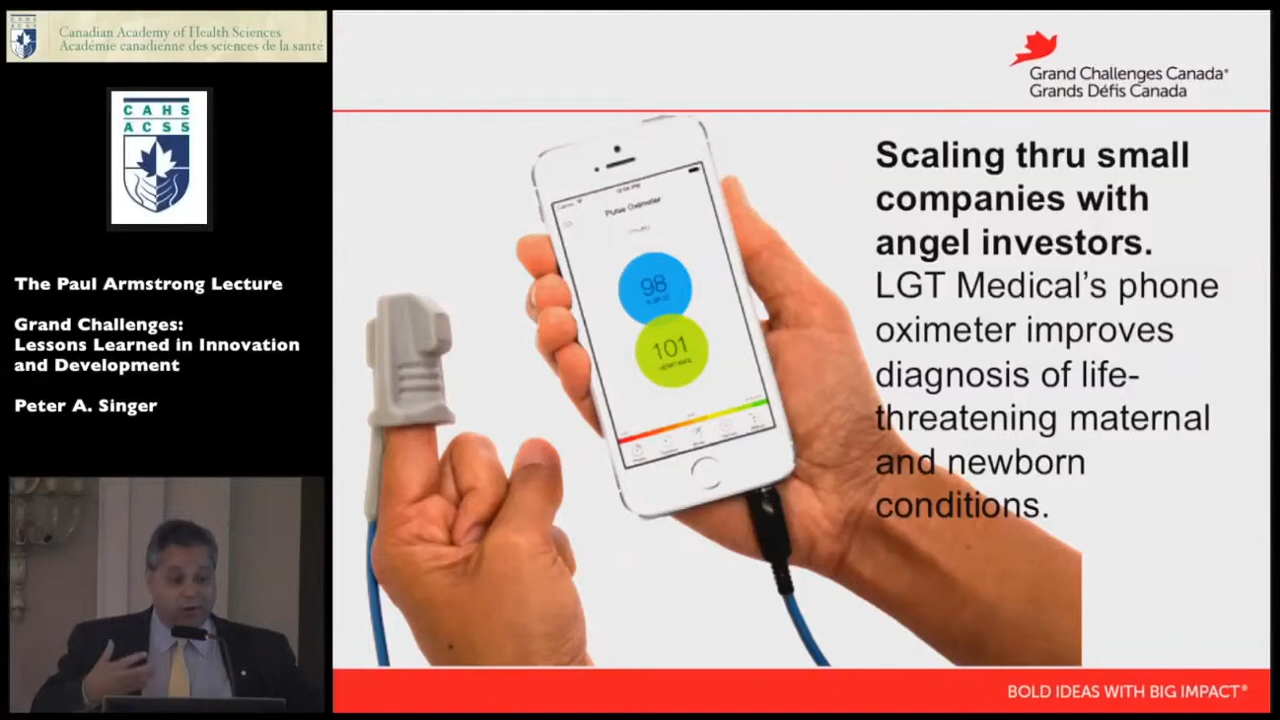 Canadian Academy of Health Sciences
Académie canadienne des sciences de la santé
CAHS
ACSS
The Paul Armstrong Lecture
Grand Challenges:
Lessons Learned in Innovation
and Development
Peter A. Singer
Grand Challenges Canada®
Grands Défis Canada
Pulse Oximeter
98
101
Scaling thru small
companies with
angel investors.
LGT Medical’s phone
oximeter improves
diagnosis of life-
threatening maternal
and newborn
conditions.
BOLD IDEAS WITH BIG IMPACT®